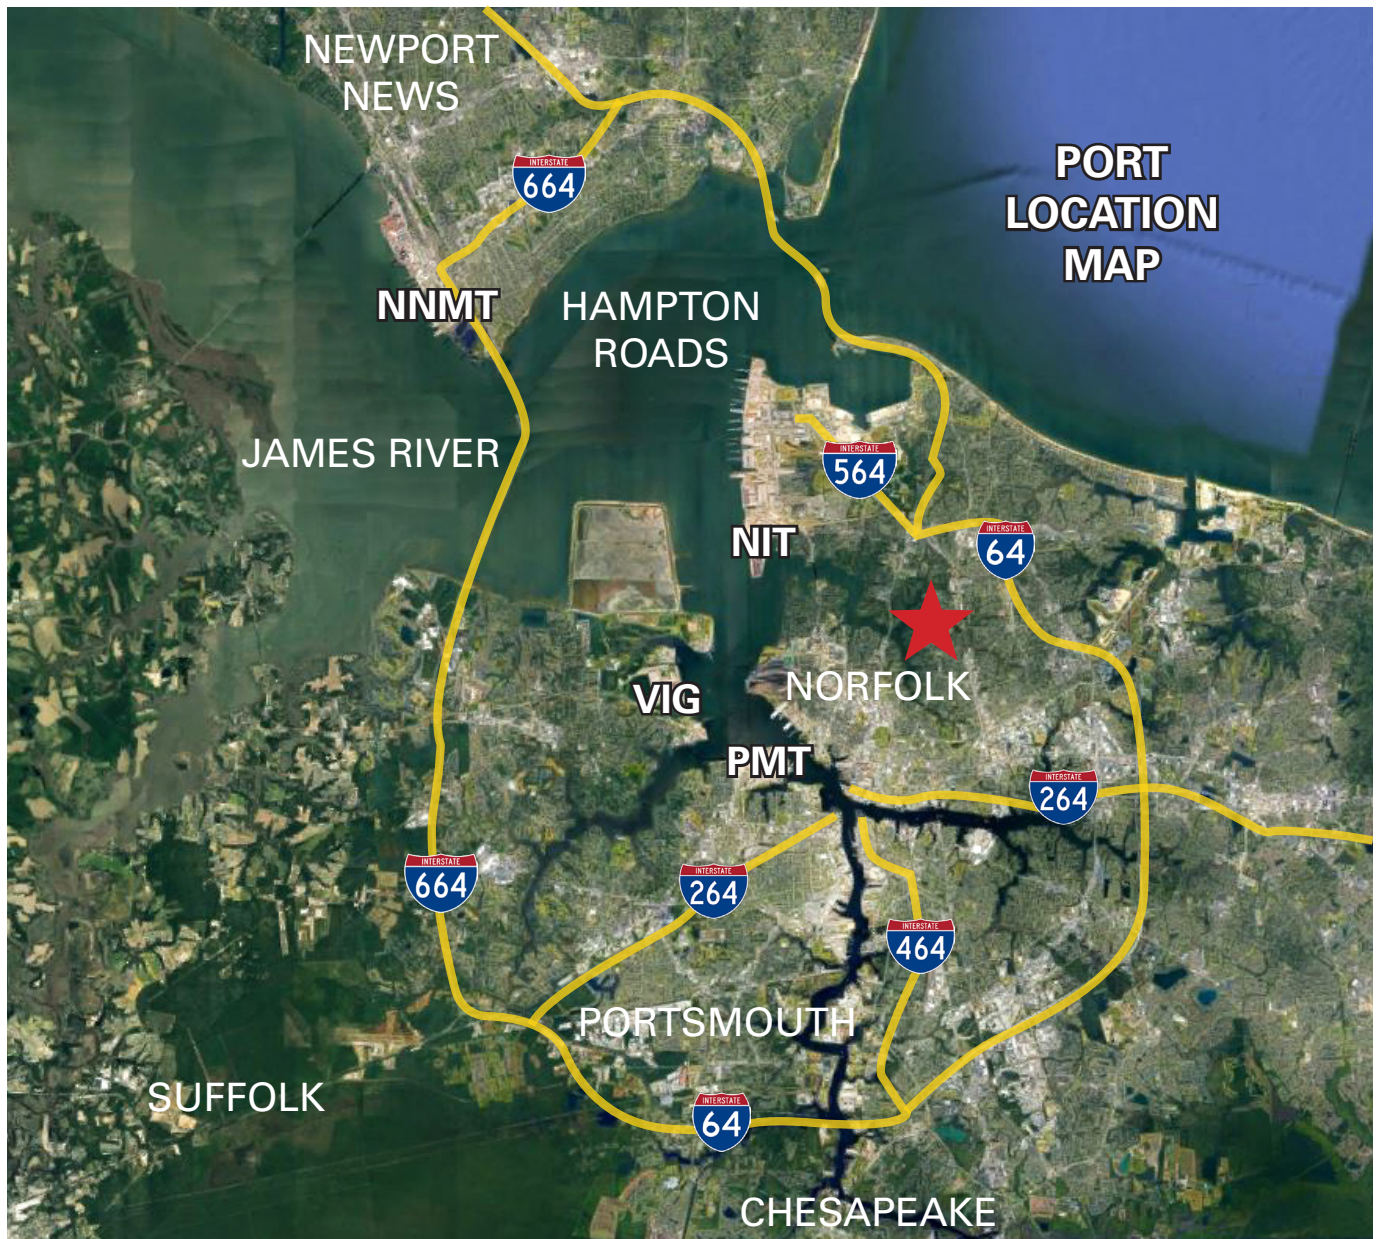 NEWPORT
NEWS
INTERSTATE
664
PORT
LOCATION
MAP
NNMT
HAMPTON
ROADS
JAMES RIVER
INTERSTATE
564
NIT
INTERSTATE
64
VIG
NORFOLK
PMT
INTERSTATE
264
INTERSTATE
664
INTERSTATE
264
INTERSTATE
464
PORTSMOUTH
SUFFOLK
INTERSTATE
64
CHESAPEAKE